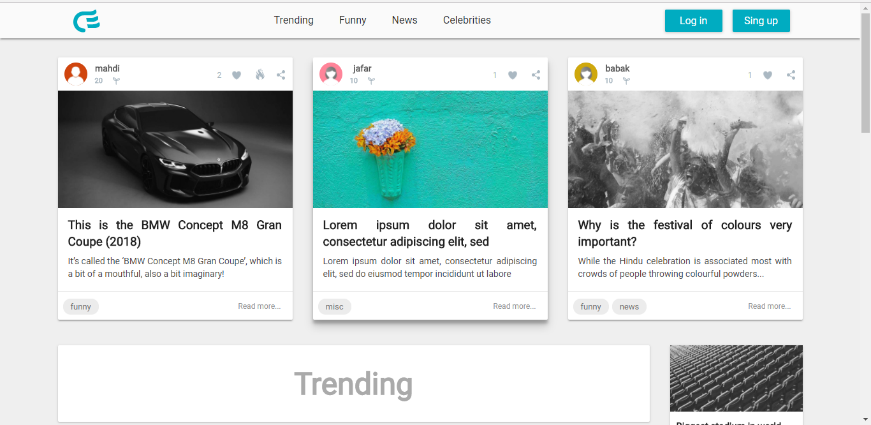 Trending Funny News Celebrities Log in Sing up
mahdi
20 2
jafar
10 1
babak
10 1
This is the BMW Concept M8 Gran
Coupe (2018)
It's called the 'BMW Concept M8 Gran Coupe', which is
a bit of a mouthful, also a bit imaginary!
funny Read more...
Lorem ipsum dolor sit amet,
consectetur adipiscing elit, sed
Lorem ipsum dolor sit amet, consectetur adipiscing
elit, sed do eiusmod tempor incididunt ut labore
misc Read more...
Why is the festival of colours very
important?
While the Hindu celebration is associated most with
crowds of people throwing colourful powders...
funny news Read more...
Trending
Biggest stadium in world